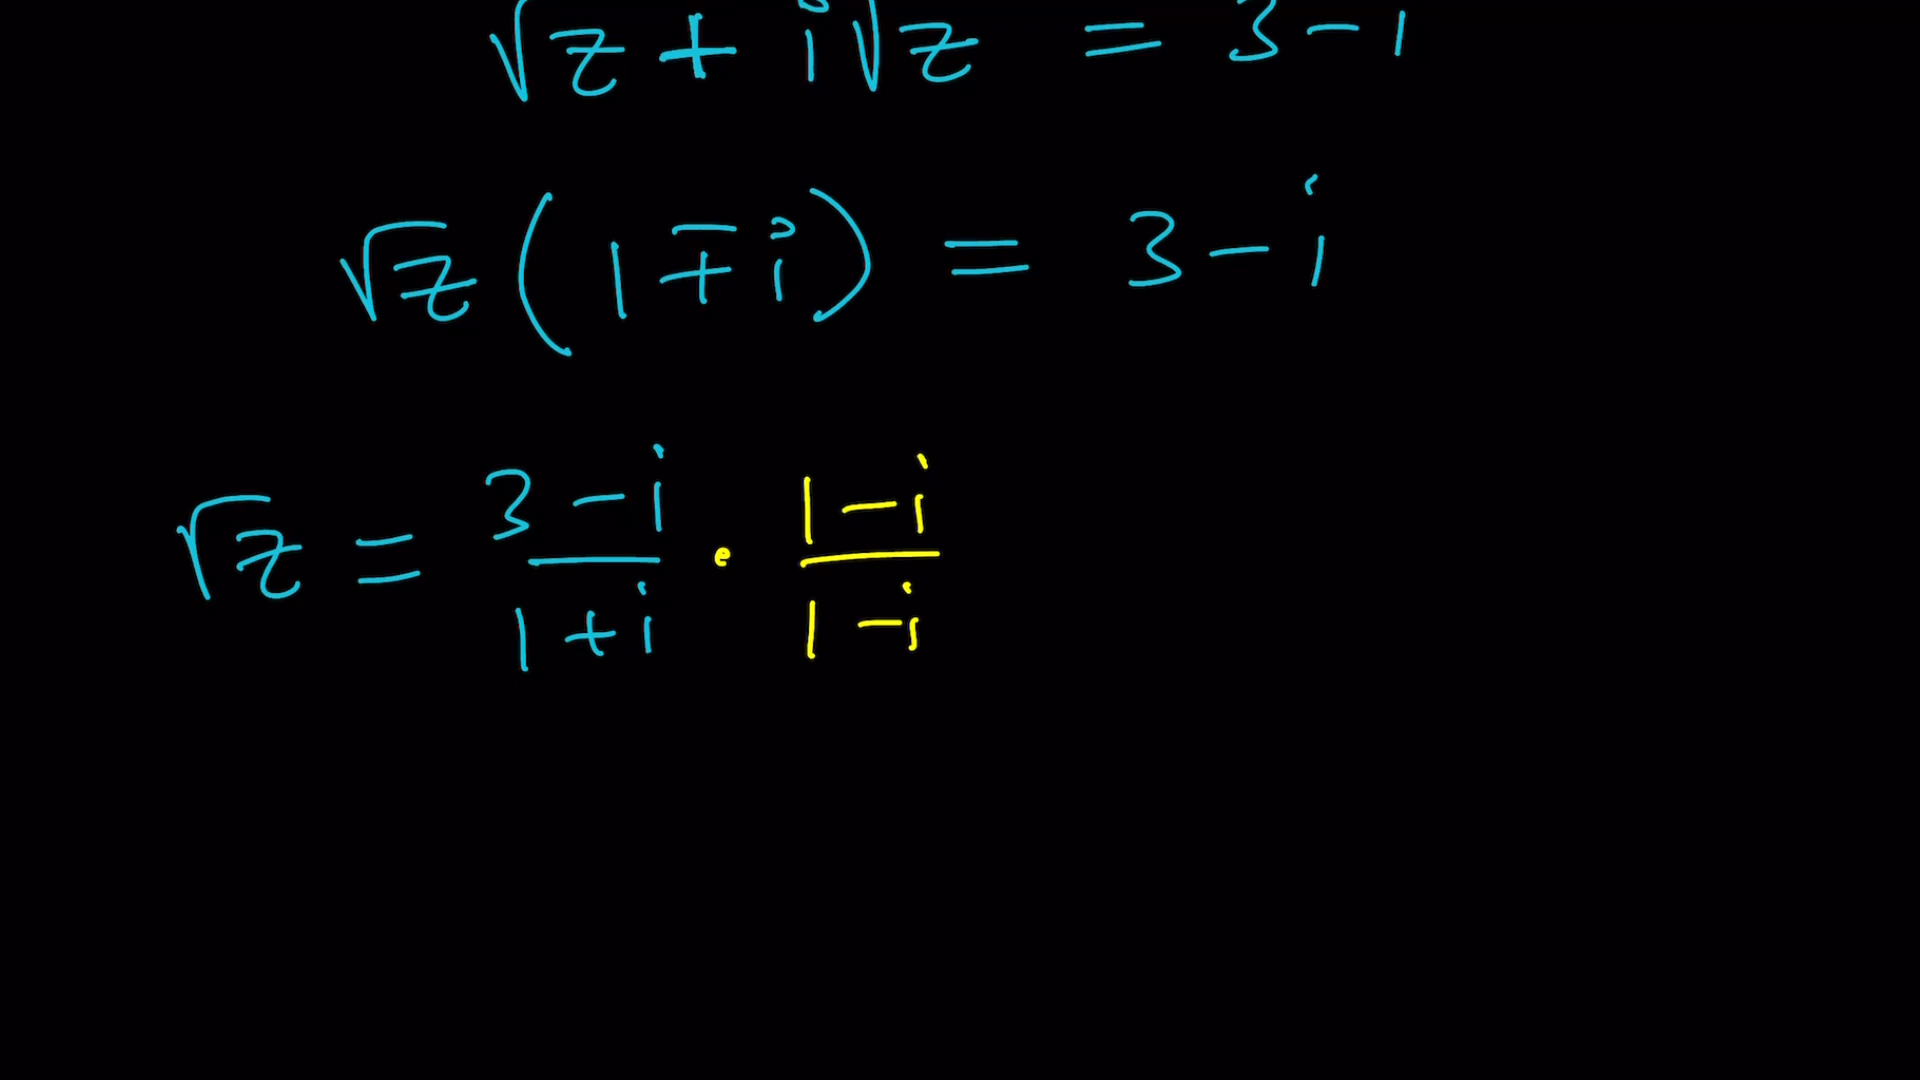 √z + i√z = 3 - i
√z (1 ∓ i) = 3 - i
√z = (3 - i)/(1 + i) · (1 - i)/(1 - i)